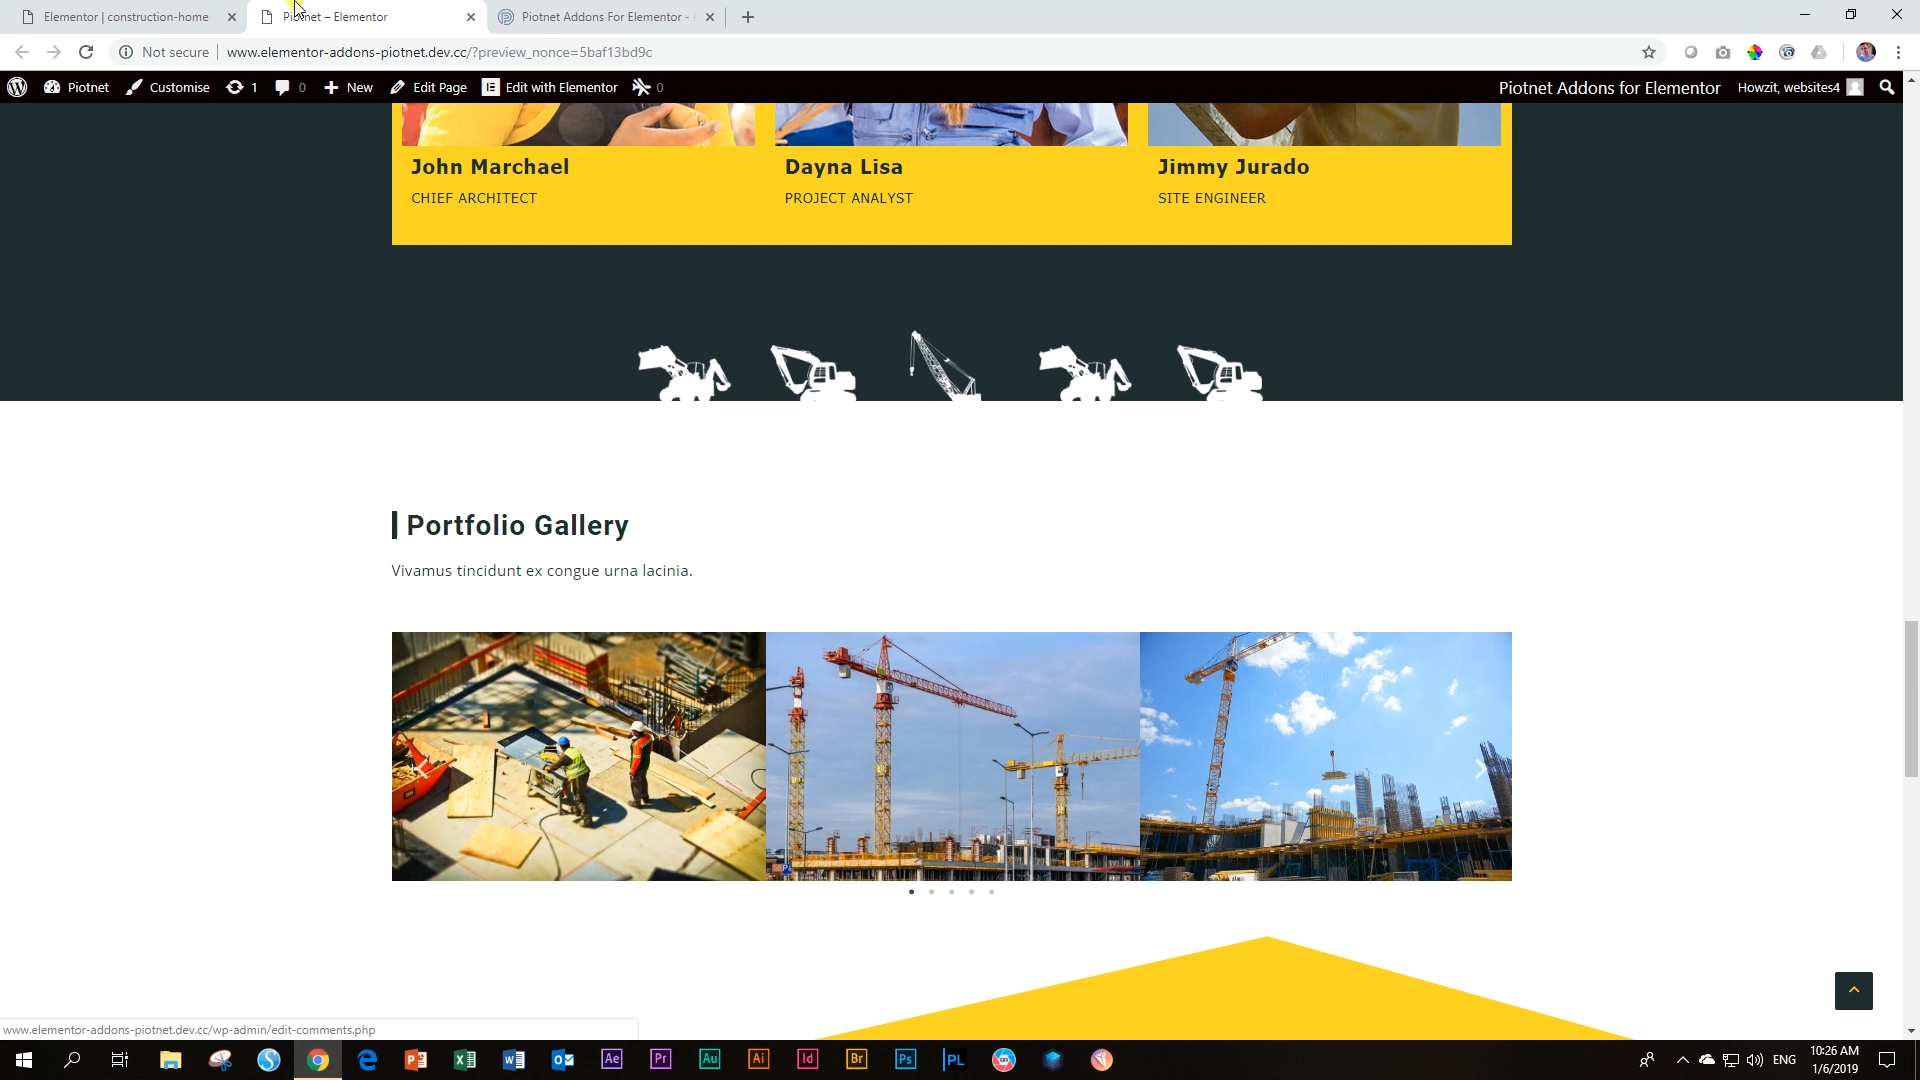 Elementor | construction-home
Piotnet – Elementor
Piotnet Addons For Elementor -
Not secure
www.elementor-addons-piotnet.dev.cc/?preview_nonce=5baf13bd9c
Piotnet
Customise
1
0
New
Edit Page
Edit with Elementor
0
Piotnet Addons for Elementor
Howzit, websites4
John Marchael
CHIEF ARCHITECT
Dayna Lisa
PROJECT ANALYST
Jimmy Jurado
SITE ENGINEER
Portfolio Gallery
Vivamus tincidunt ex congue urna lacinia.
www.elementor-addons-piotnet.dev.cc/wp-admin/edit-comments.php
Ae
Pr
Au
Ai
Id
Br
Ps
PL
ENG
10:26 AM
1/6/2019